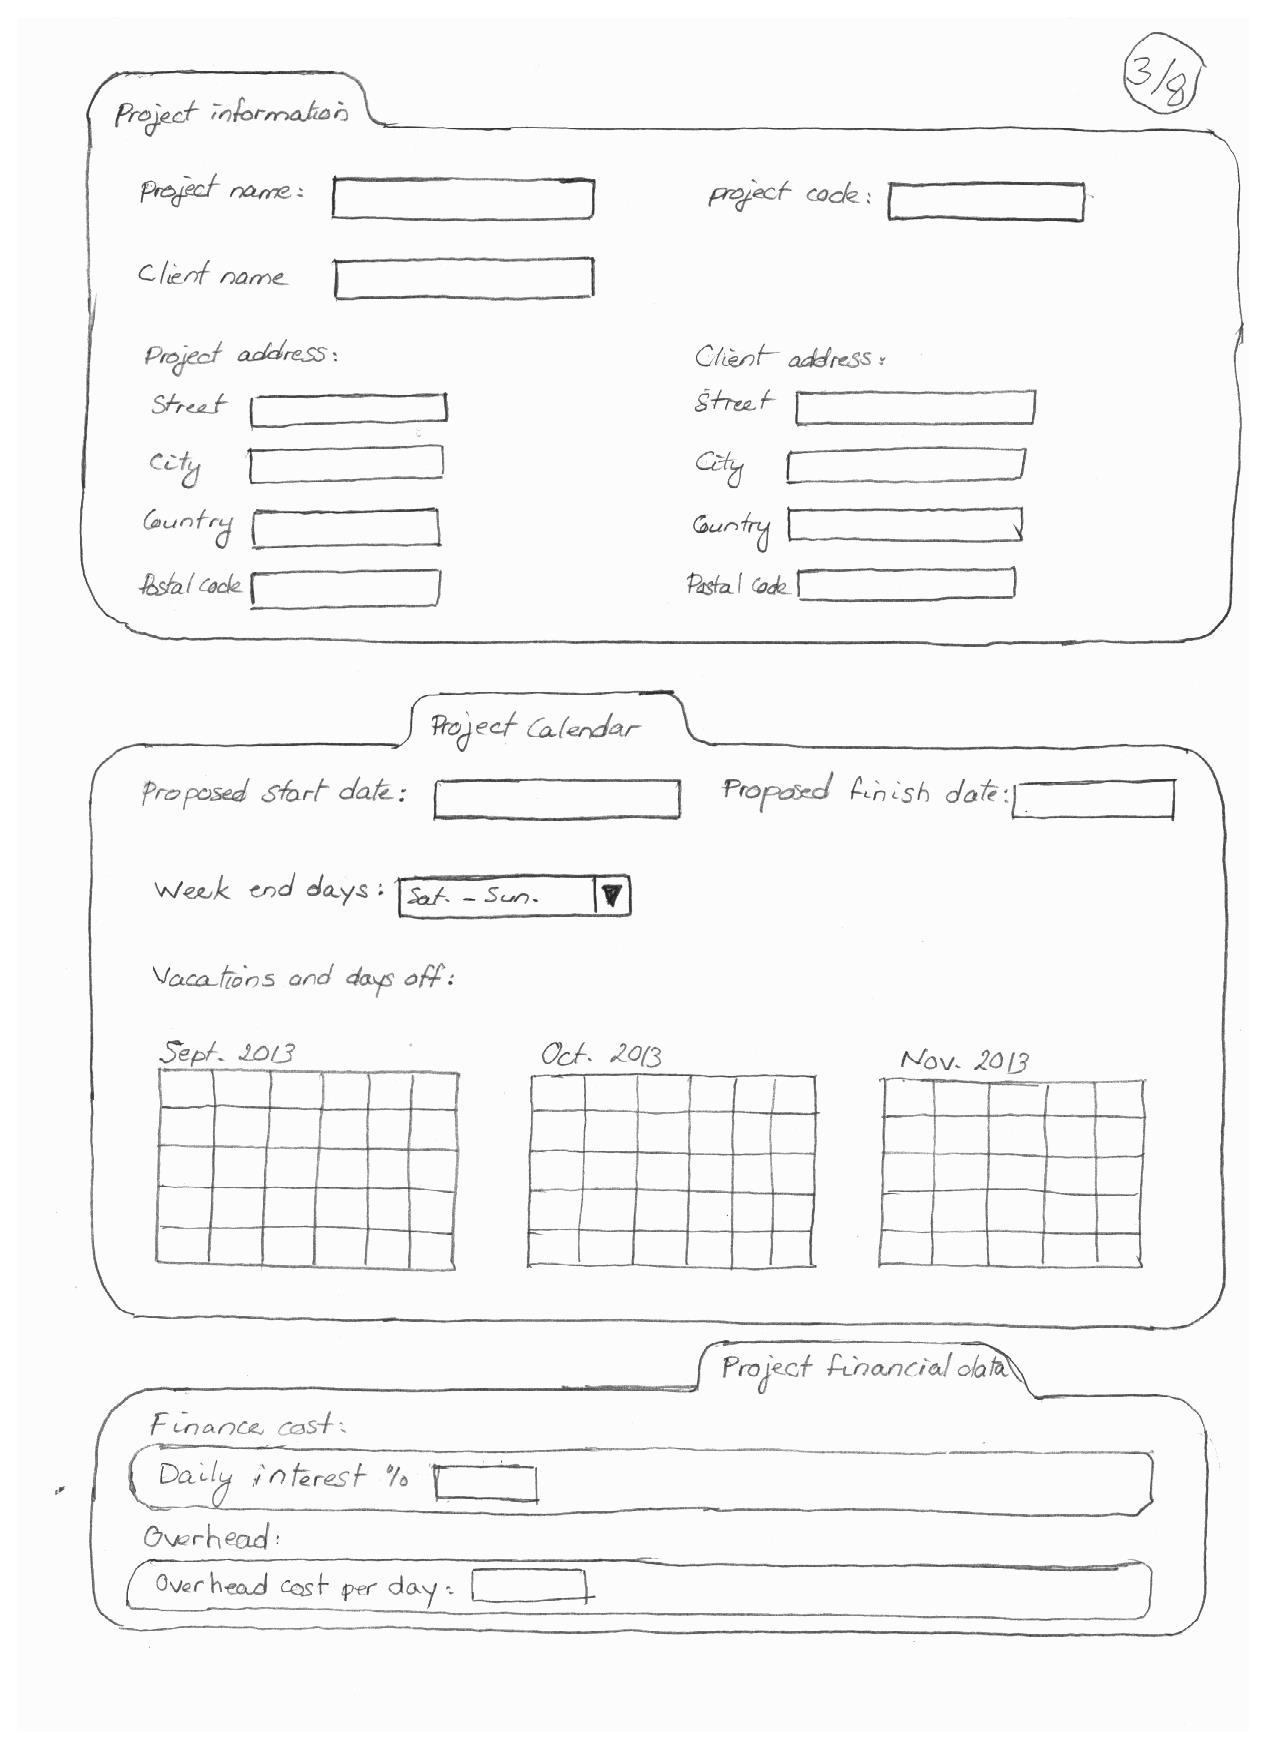 3/8
Project information
Project name:
project code:
Client name
Project address:
Client address:
Street
Street
City
City
Country
Country
Postal code
Postal code
Project Calendar
Proposed start date:
Proposed finish date:
Week end days: Sat. - Sun.
Vacations and days off:
Sept. 2013
Oct. 2013
Nov. 2013
Project financial data
Finance cost:
Daily interest %
Overhead:
Overhead cost per day: